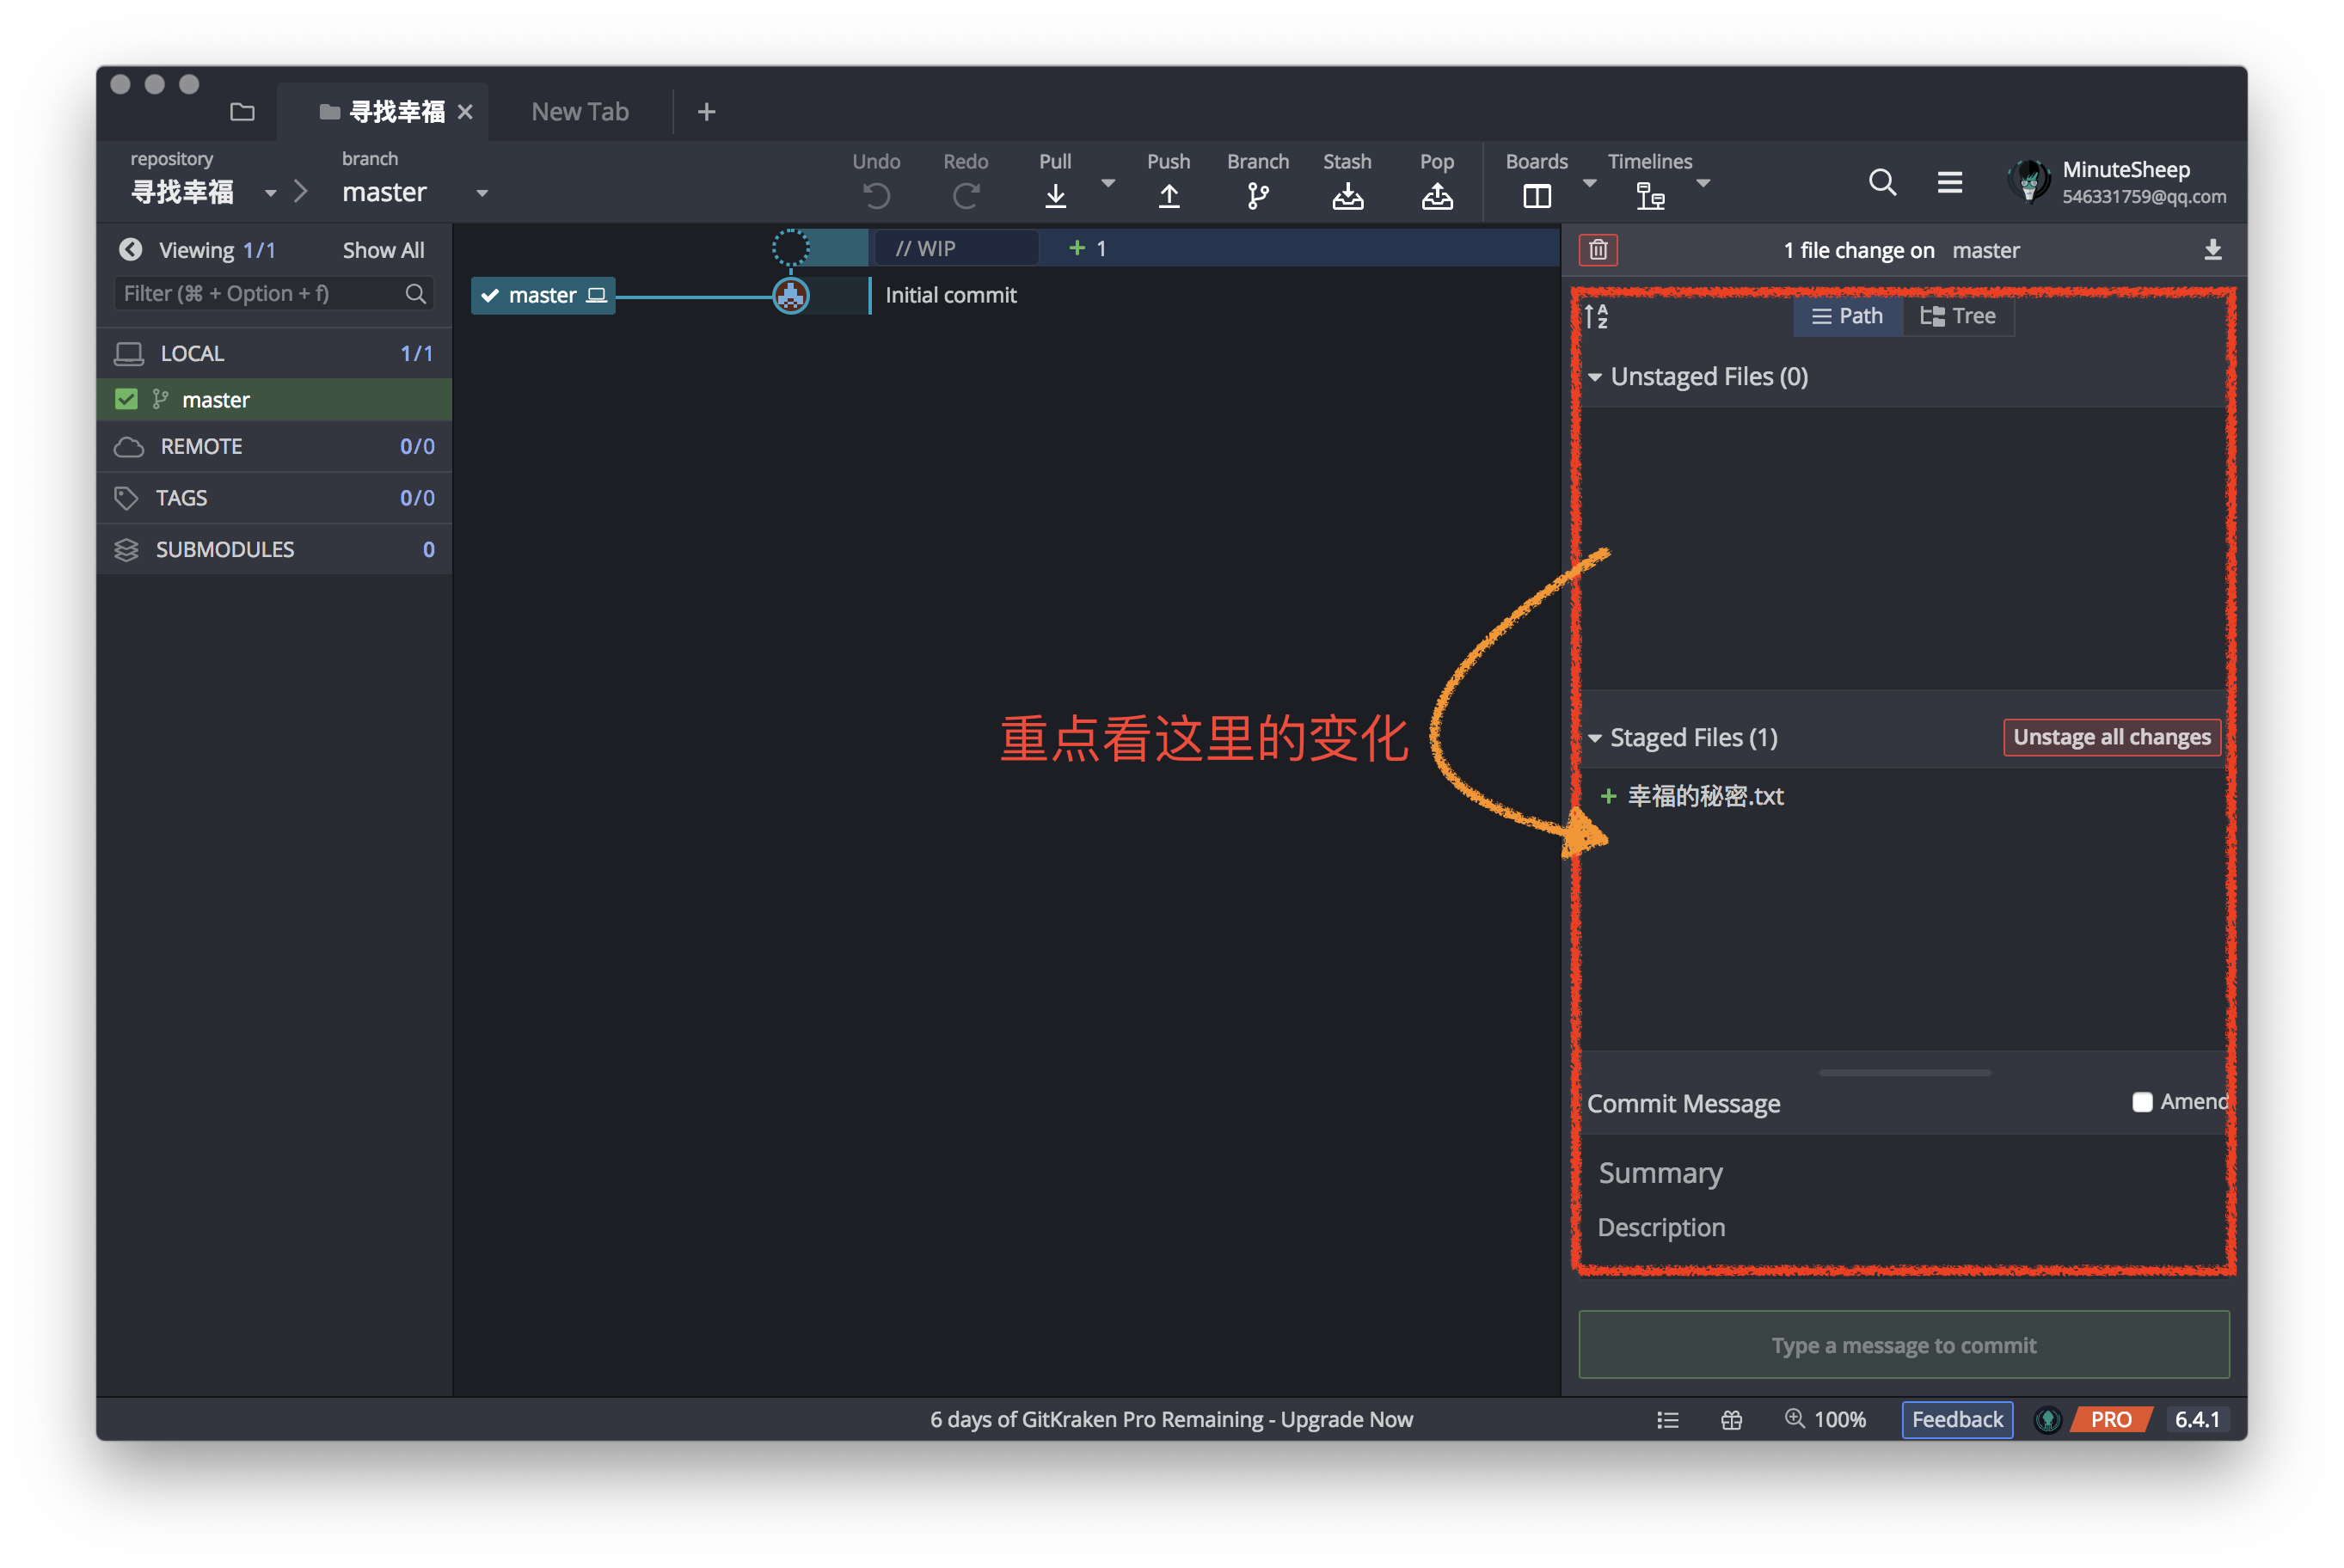 寻找幸福
New Tab
repository
寻找幸福
branch
master
Undo
Redo
Pull
Push
Branch
Stash
Pop
Boards
Timelines
MinuteSheep
546331759@qq.com
Viewing 1/1
Show All
Filter (⌘ + Option + f)
LOCAL 1/1
master
REMOTE 0/0
TAGS 0/0
SUBMODULES 0
// WIP
+ 1
master
Initial commit
重点看这里的变化
1 file change on master
Path
Tree
Unstaged Files (0)
Staged Files (1)
Unstage all changes
+ 幸福的秘密.txt
Commit Message
Amend
Summary
Description
Type a message to commit
6 days of GitKraken Pro Remaining - Upgrade Now
100%
Feedback
PRO
6.4.1